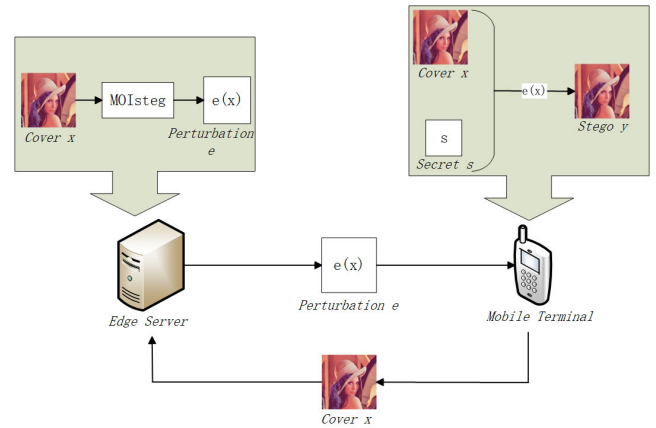 MOIsteg
e(x)
Cover x
Perturbation
e
Cover x
e(x)
Stego y
s
Secret s
e(x)
Perturbation e
Edge Server
Mobile Terminal
Cover x